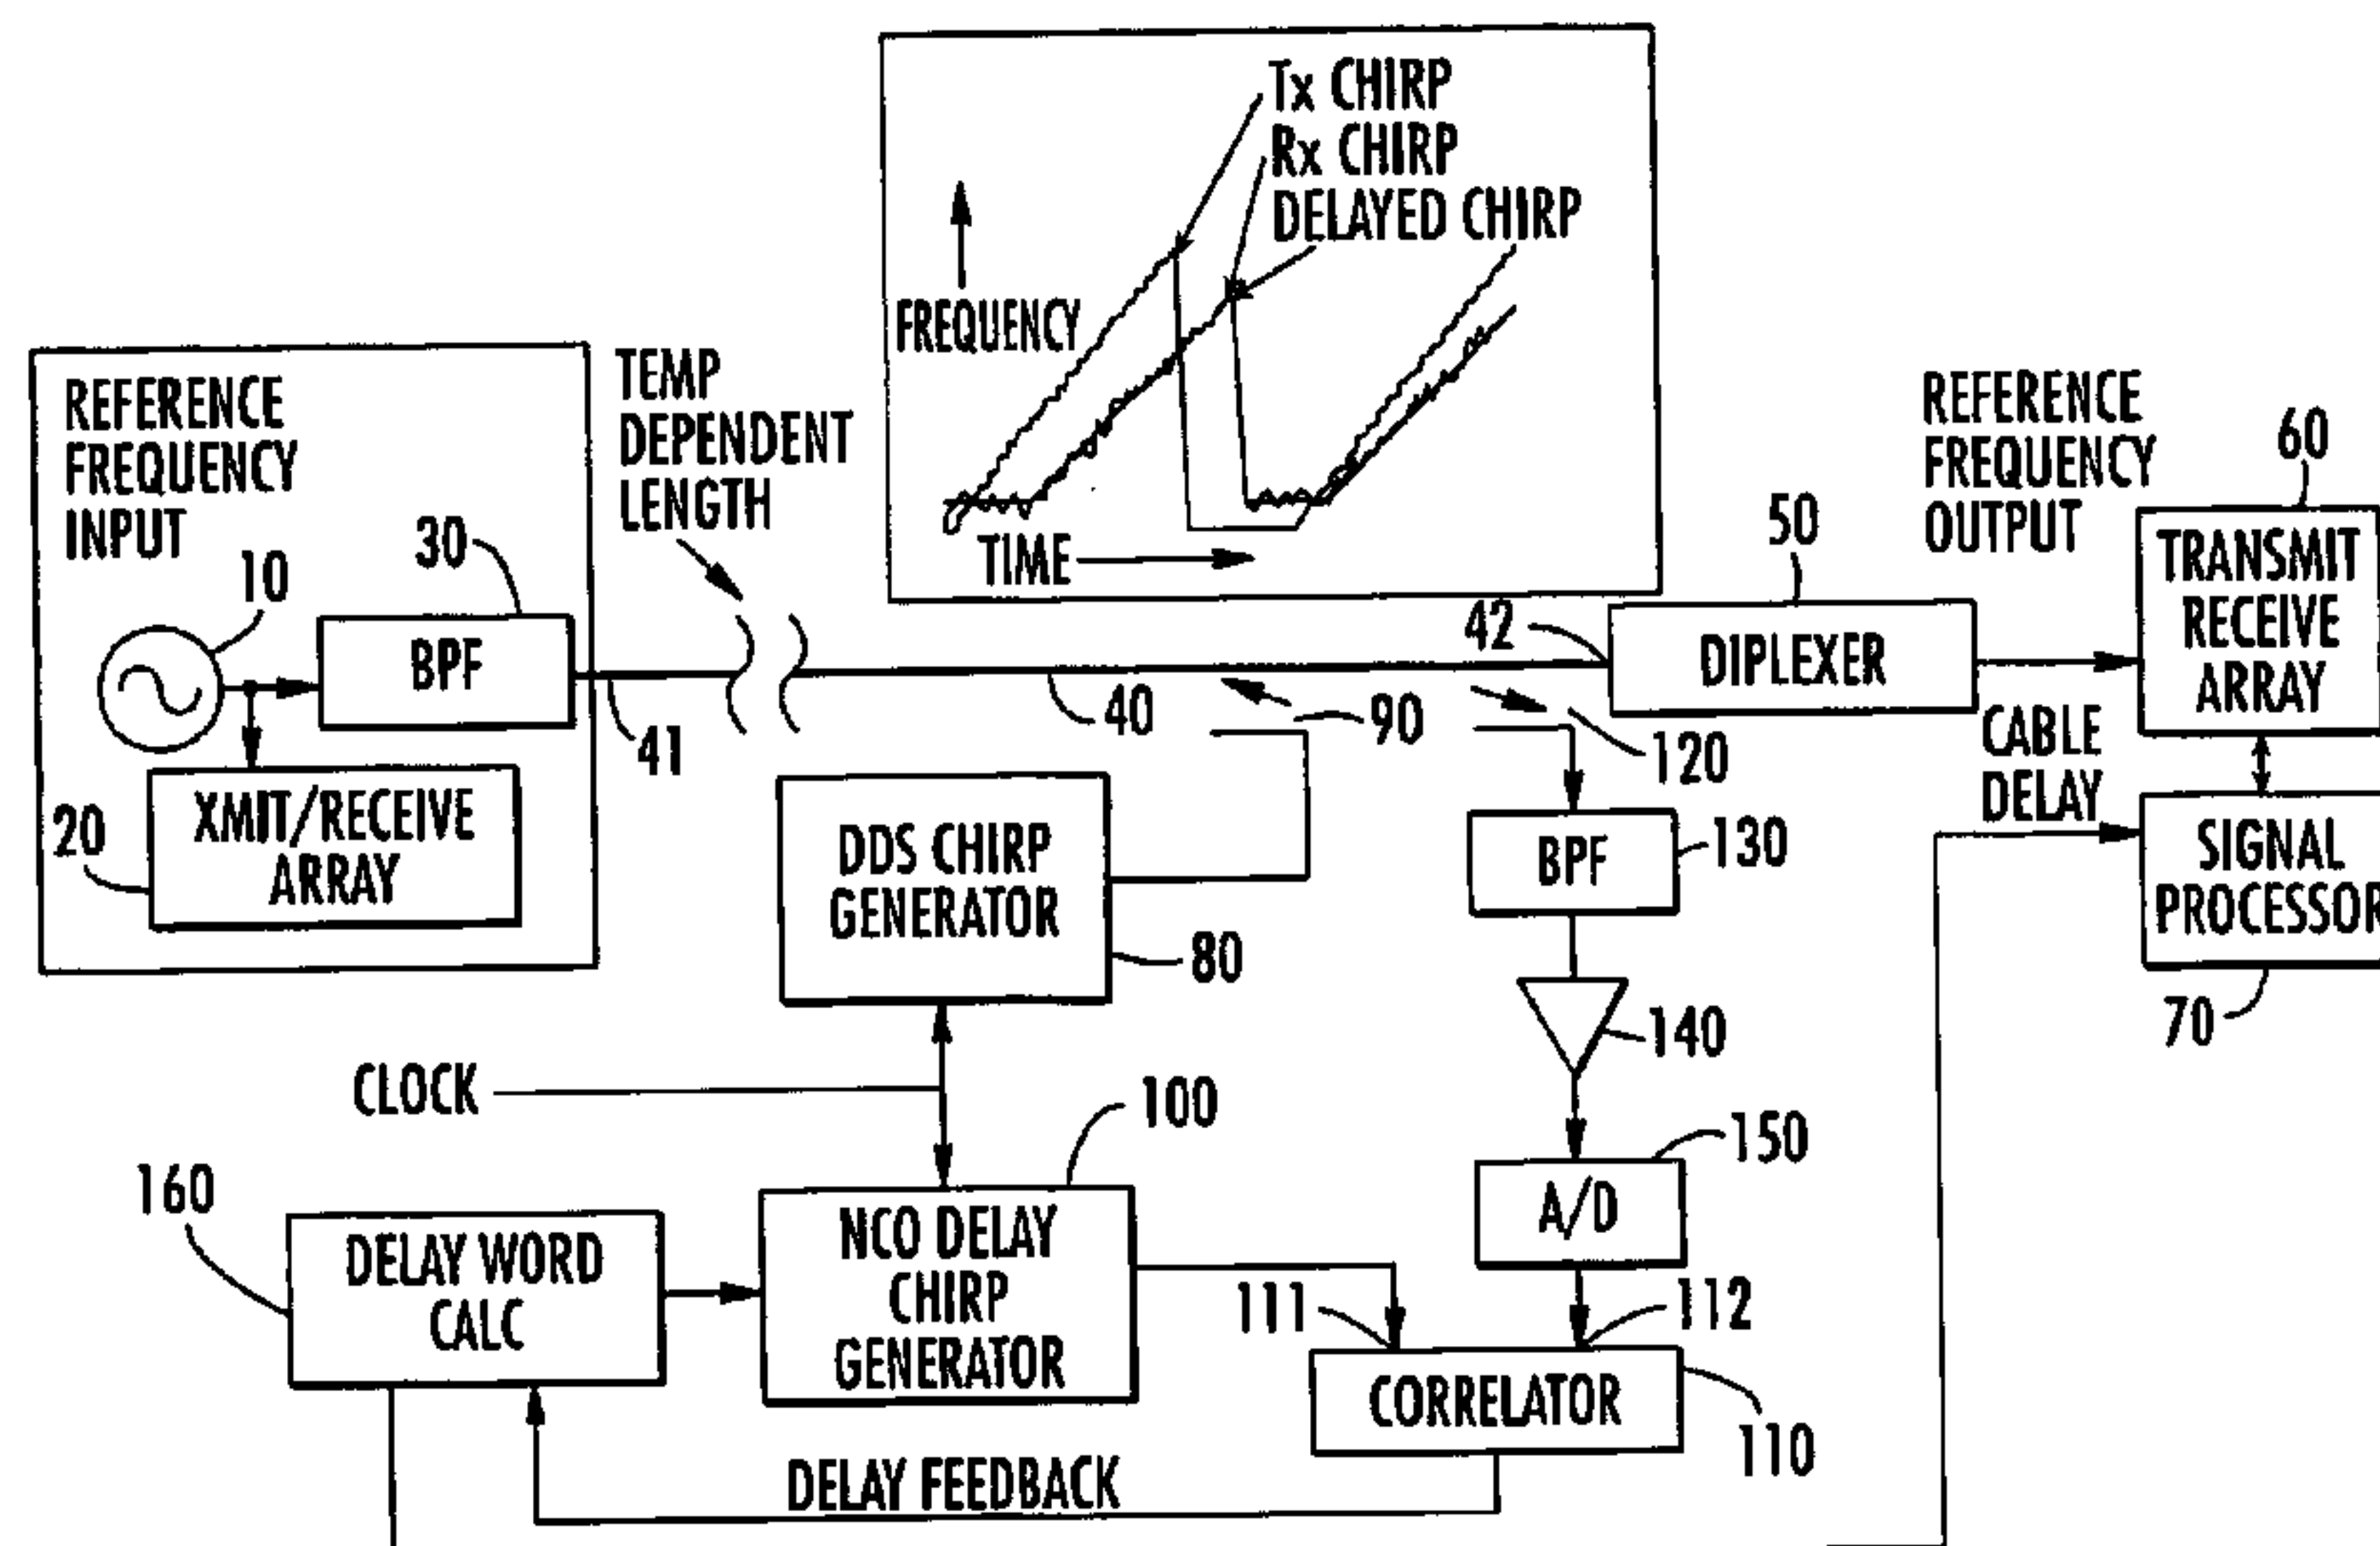 Tx CHIRP
Rx CHIRP
DELAYED CHIRP
FREQUENCY
TIME
REFERENCE
FREQUENCY
INPUT
10
30
BPF
20
XMIT/RECEIVE
ARRAY
TEMP
DEPENDENT
LENGTH
41
40
90
42
120
50
DIPLEXER
REFERENCE
FREQUENCY
OUTPUT
60
TRANSMIT
RECEIVE
ARRAY
CABLE
DELAY
SIGNAL
PROCESSOR
70
DDS CHIRP
GENERATOR
80
BPF
130
140
CLOCK
100
150
A/D
160
DELAY WORD
CALC
NCO DELAY
CHIRP
GENERATOR
111
112
CORRELATOR
110
DELAY FEEDBACK